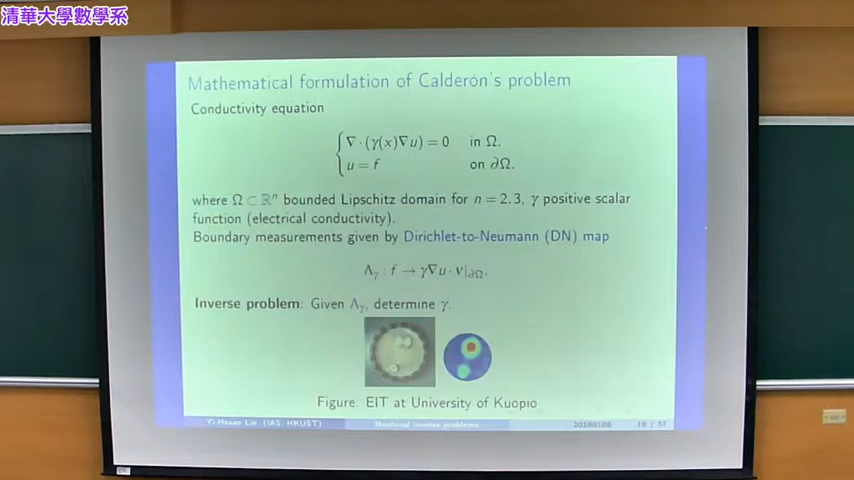 清華大學數學系
Mathematical formulation of Calderón's problem
Conductivity equation
∇·(γ(x)∇u) = 0 in Ω,
u = f on ∂Ω,
where Ω ⊂ ℝⁿ bounded Lipschitz domain for n = 2, 3, γ positive scalar
function (electrical conductivity).
Boundary measurements given by Dirichlet-to-Neumann (DN) map
Λγ : f → γ∇u · ν|∂Ω.
Inverse problem: Given Λγ, determine γ.
Figure: EIT at University of Kuopio
Yi-Hsuan Lin (IAS, HKUST) Nonlocal inverse problems 20180108 / 57